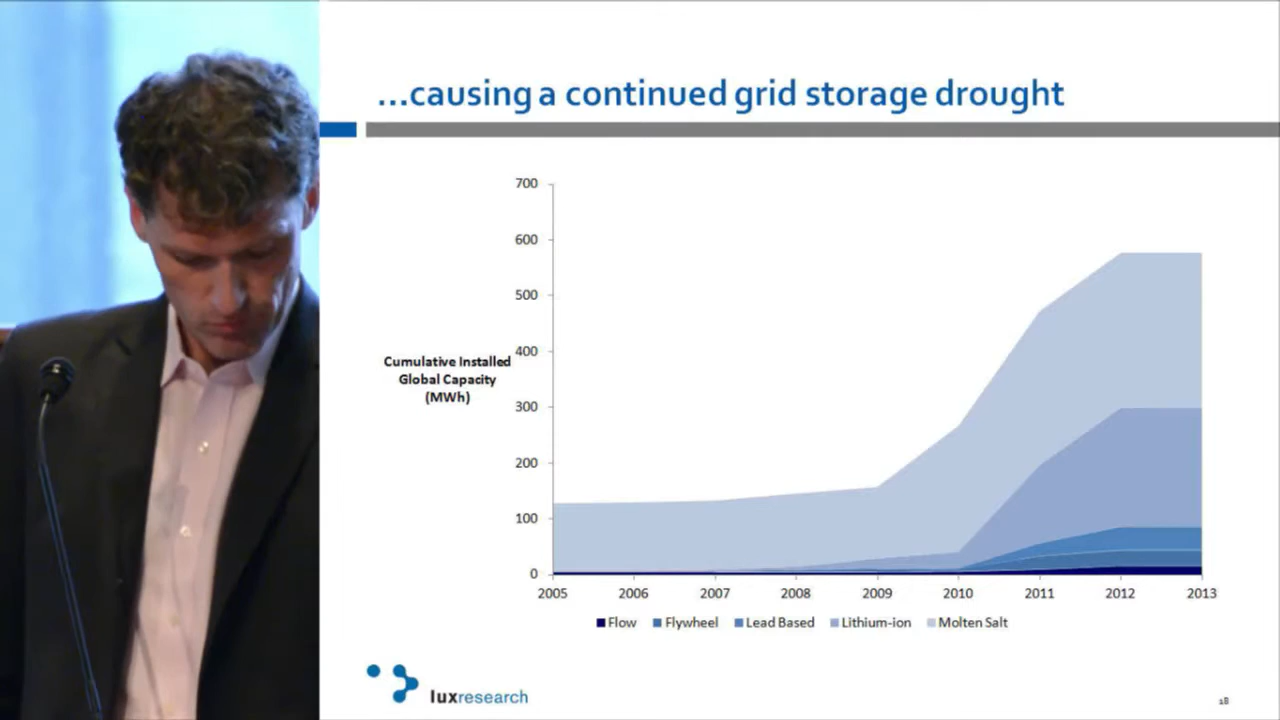 ...causing a continued grid storage drought
700
600
500
400
300
200
100
0
Cumulative Installed
Global Capacity
(MWh)
2005 2006 2007 2008 2009 2010 2011 2012 2013
Flow Flywheel Lead Based Lithium-ion Molten Salt
luxresearch
18